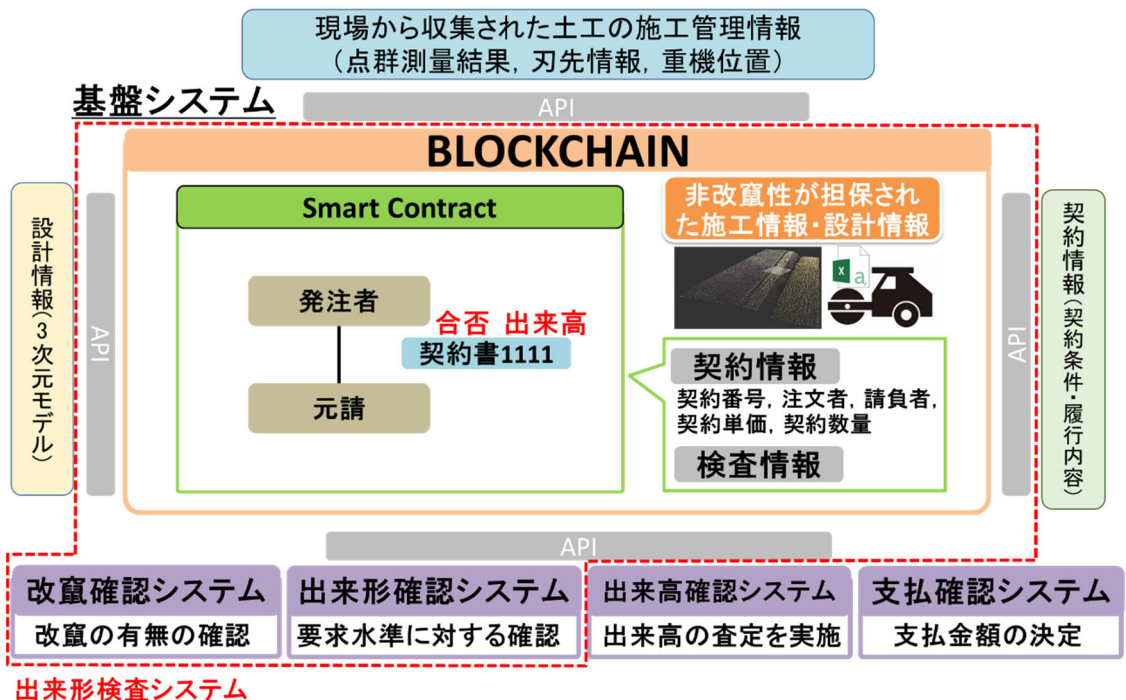 現場から収集された土工の施工管理情報
（点群測量結果，刃先情報，重機位置）
API
基盤システム
BLOCKCHAIN
設計情報（3次元モデル）
API
Smart Contract
発注者
合否 出来高
契約書1111
元請
非改竄性が担保され
た施工情報・設計情報
X
a,
契約情報
契約番号，注文者，請負者，
契約単価，契約数量
検査情報
API
契約情報（契約条件・履行内容）
API
改竄確認システム
改竄の有無の確認
出来形確認システム
要求水準に対する確認
出来高確認システム
出来高の査定を実施
支払確認システム
支払金額の決定
出来形検査システム